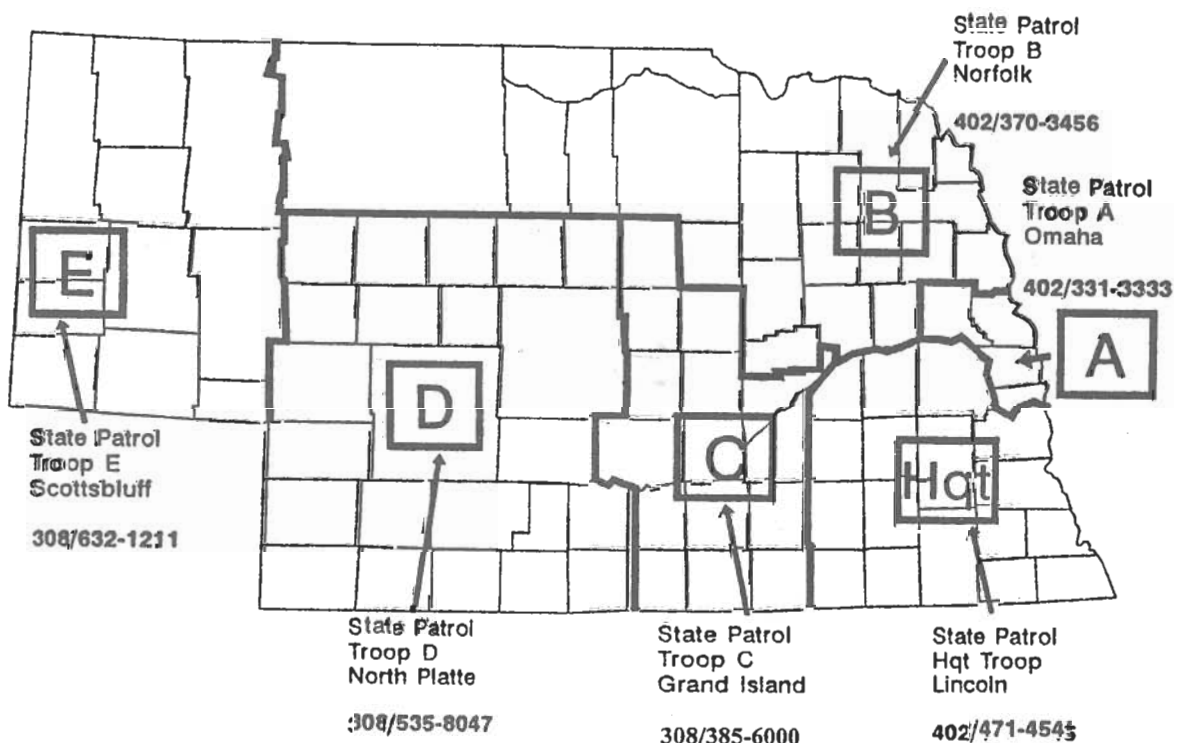 State Patrol
Troop B
Norfolk
402/370-3456
State Patrol
Troop A
Omaha
402/331-3333
B
E
A
D
C
Hqt
State Patrol
Troop E
Scottsbluff
308/632-1211
State Patrol
Troop D
North Platte
308/535-8047
State Patrol
Troop C
Grand Island
308/385-6000
State Patrol
Hqt Troop
Lincoln